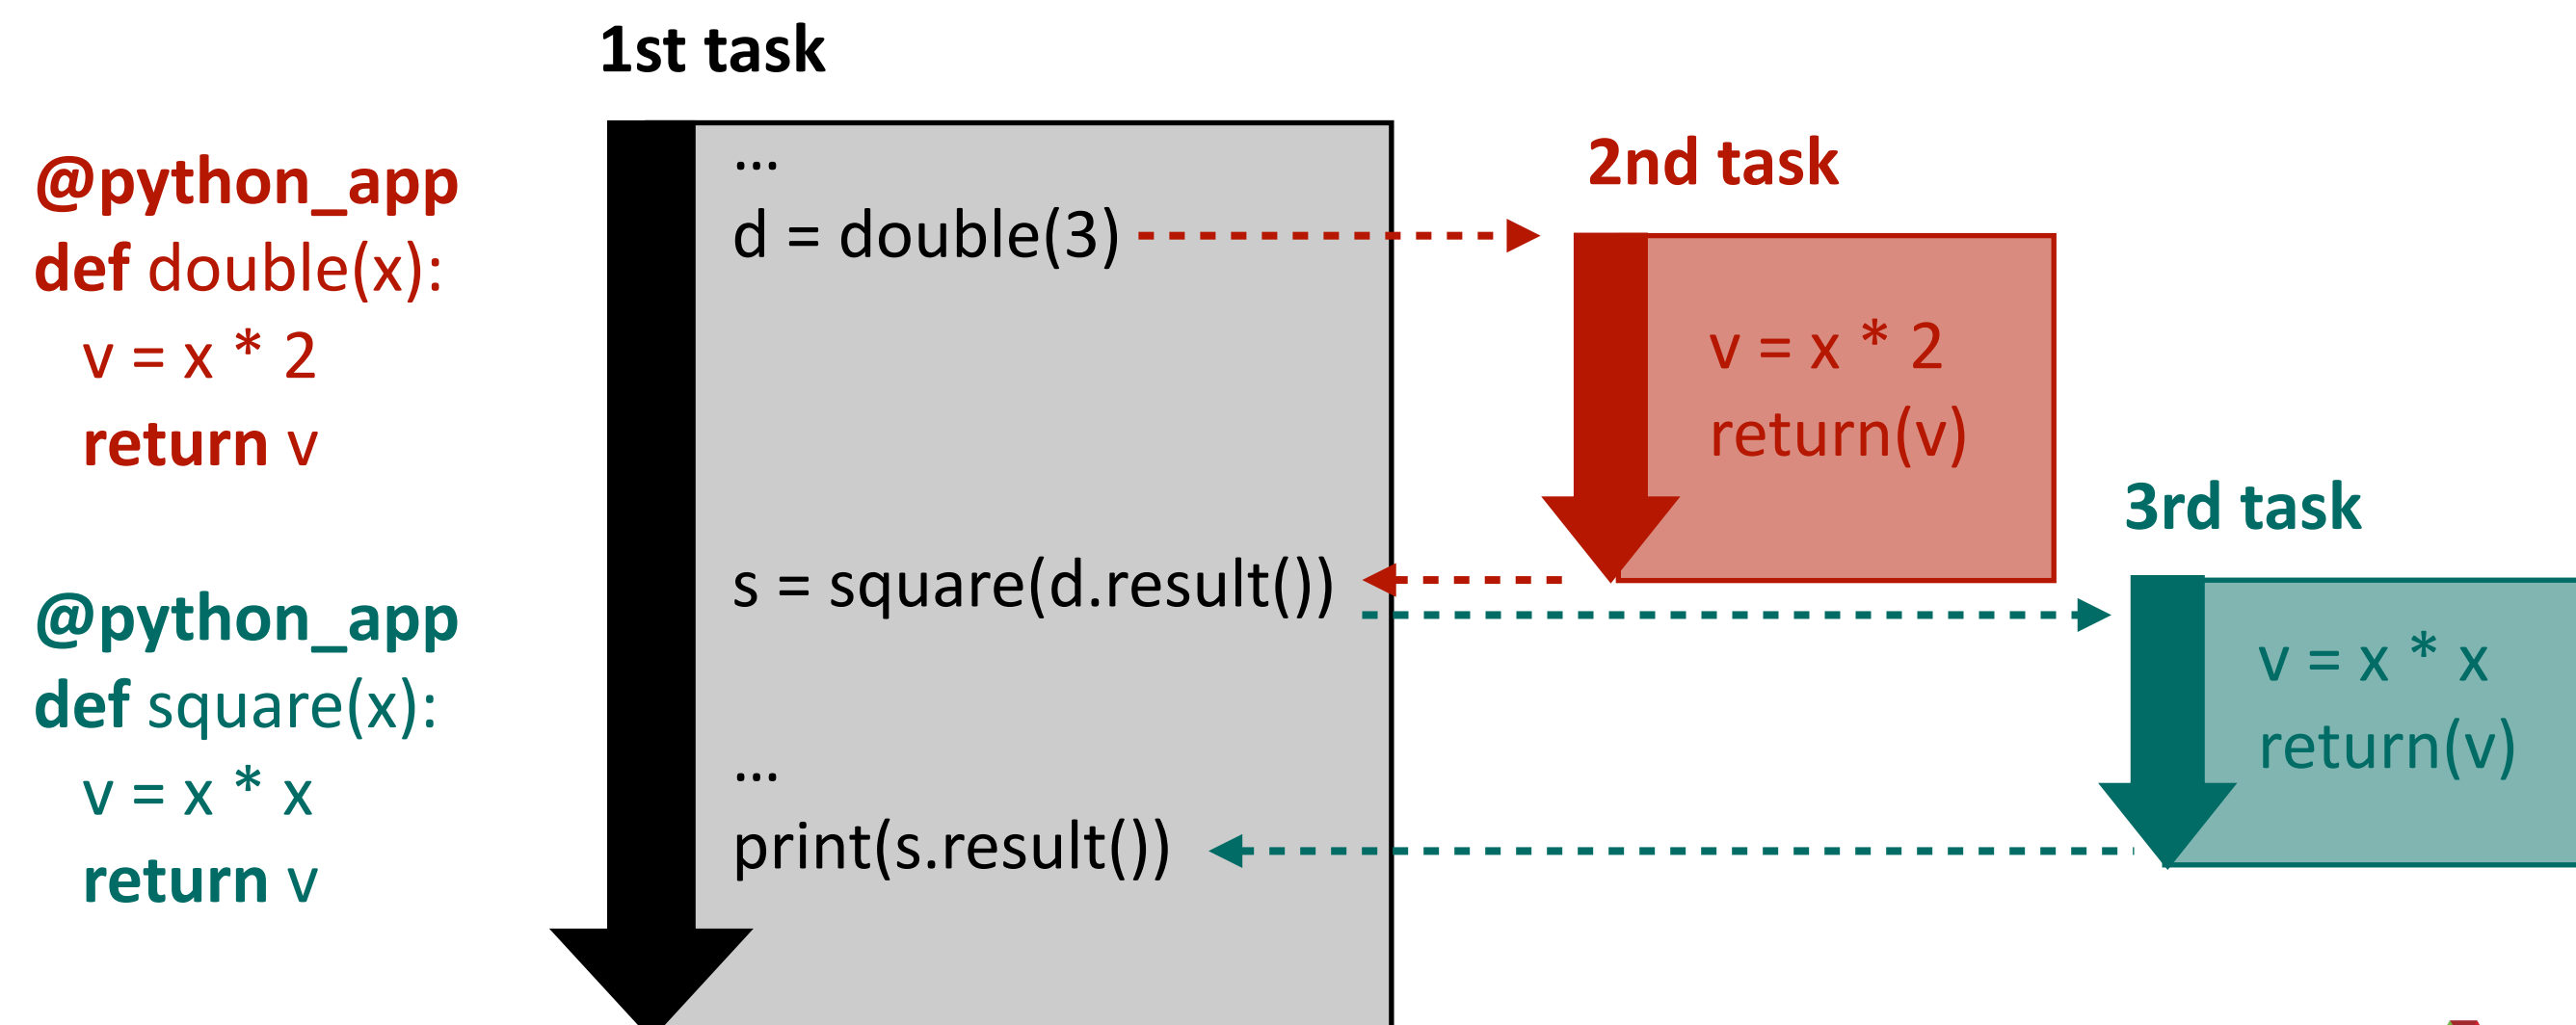 1st task
@python_app
def double(x):
v = x * 2
return v
@python_app
def square(x):
v = x * x
return v
...
d = double(3)
s = square(d.result())
...
print(s.result())
2nd task
v = x * 2
return(v)
3rd task
v = x * x
return(v)